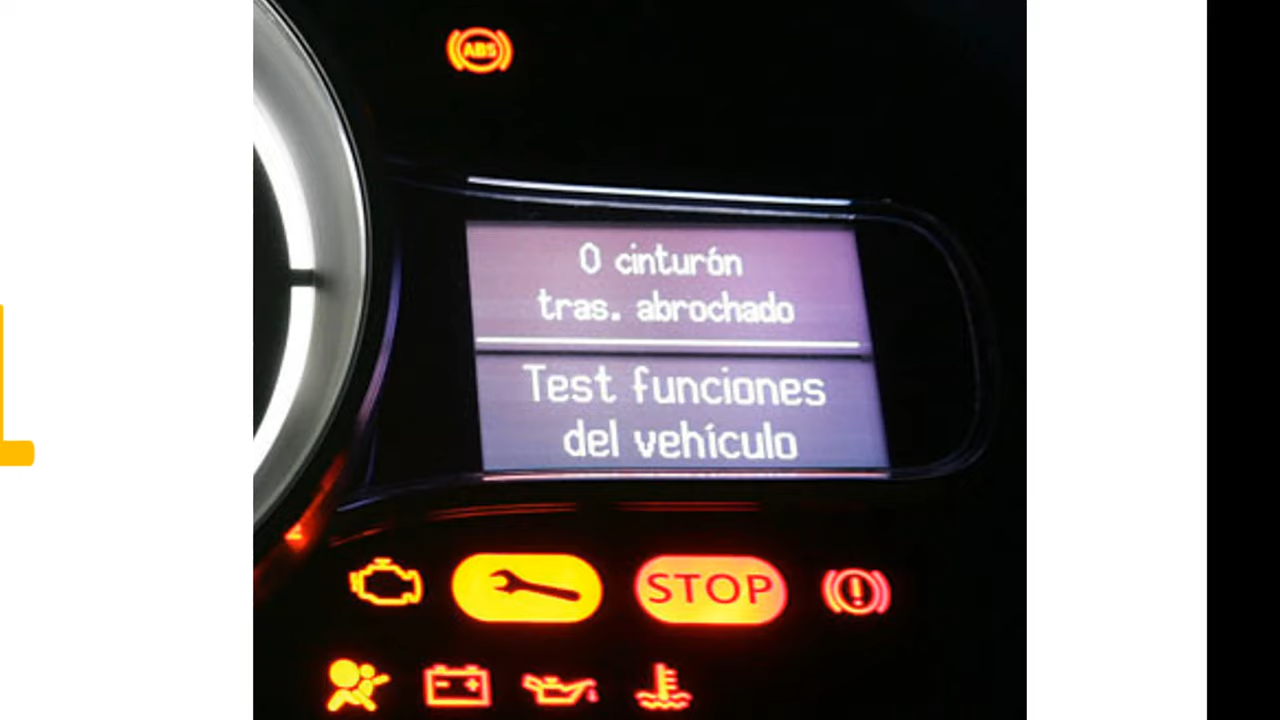 ABS
0 cinturón
tras. abrochado
Test funciones
del vehículo
STOP